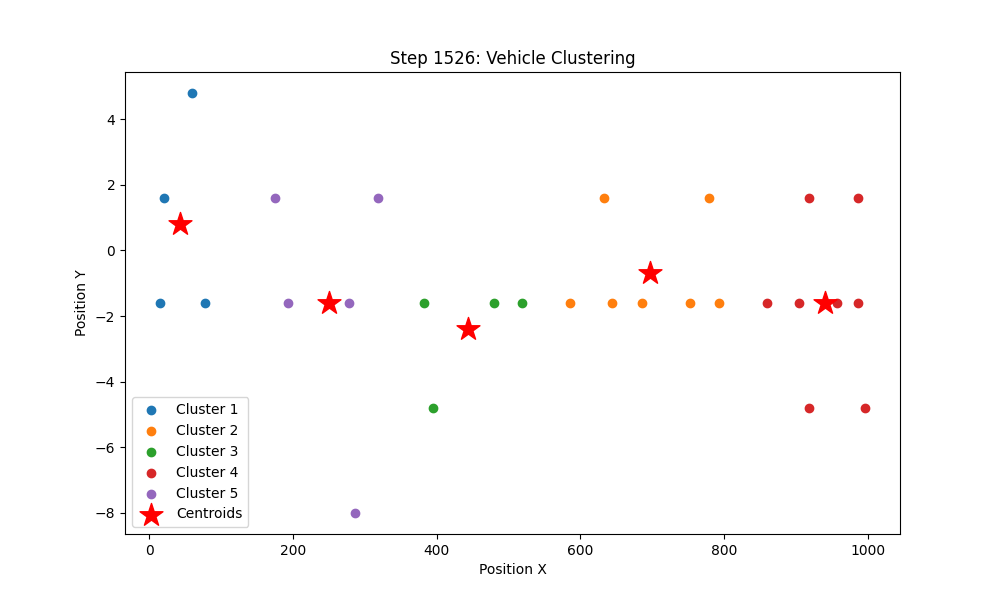 Step 1526: Vehicle Clustering
Position Y
4
2
0
−2
−4
−6
−8
Cluster 1
Cluster 2
Cluster 3
Cluster 4
Cluster 5
Centroids
0 200 400 600 800 1000
Position X